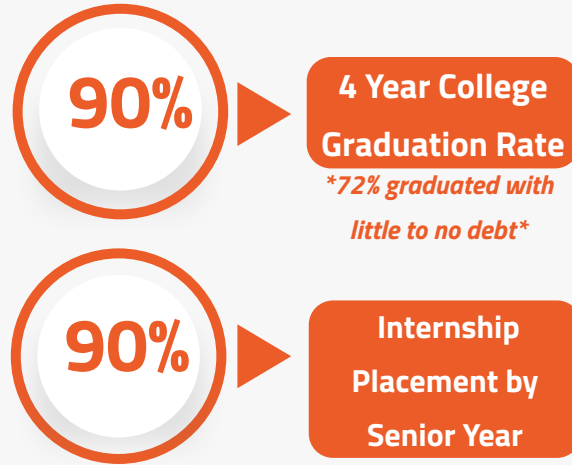 90%
4 Year College
Graduation Rate
*72% graduated with
little to no debt*
90%
Internship
Placement by
Senior Year